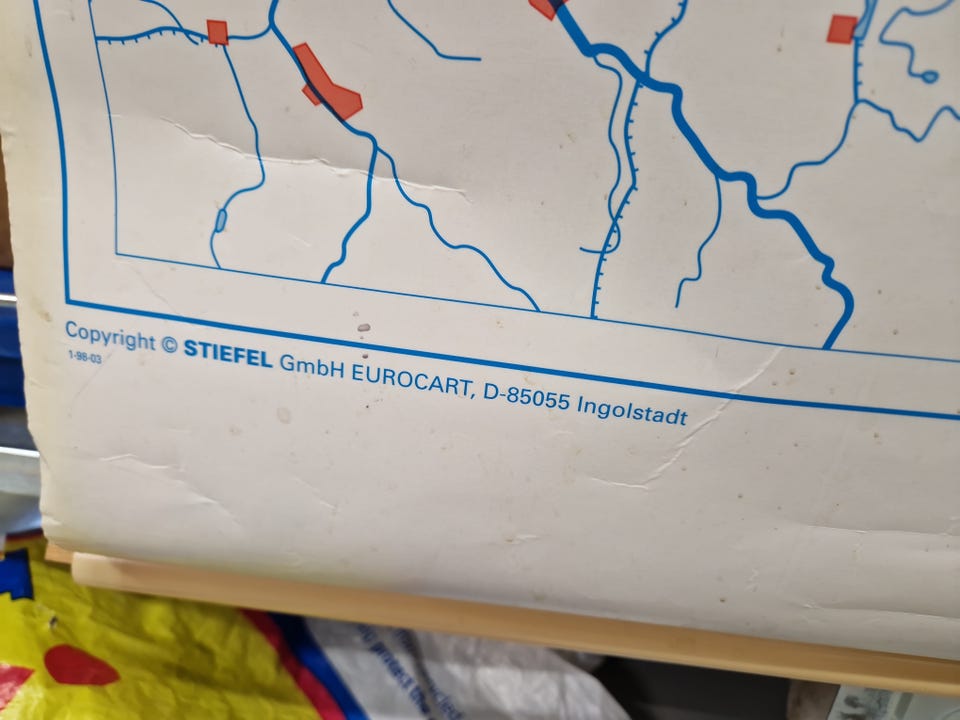 Copyright © STIEFEL GmbH EUROCART, D-85055 Ingolstadt
1-98-03